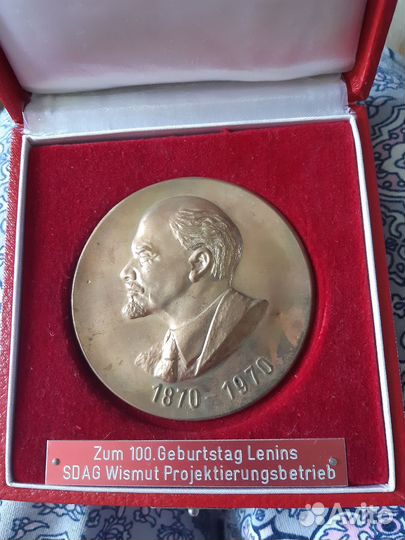 1870-1970
Zum 100. Geburtstag Lenins
SDAG Wismut Projektierungsbetrieb
Avito